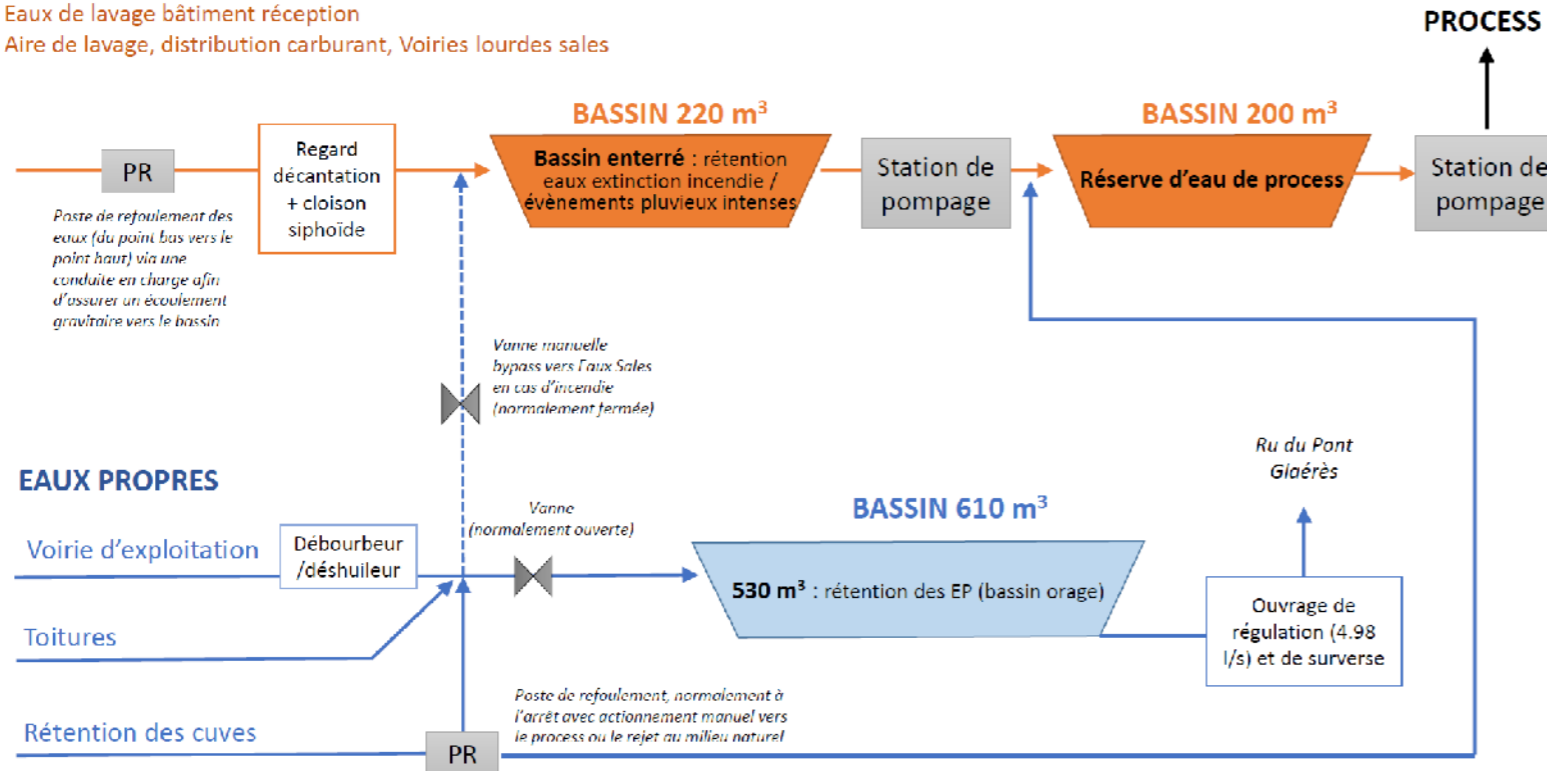 Eaux de lavage bâtiment réception
Aire de lavage, distribution carburant, Voiries lourdes sales
PROCESS
BASSIN 220 m³
BASSIN 200 m³
PR
Regard
décantation
+ cloison
siphoïde
Bassin enterré : rétention
eaux extinction incendie /
évènements pluvieux intenses
Station de
pompage
Réserve d'eau de process
Station de
pompage
Poste de refoulement des
eaux (du point bas vers le
point haut) via une
conduite en charge afin
d'assurer un écoulement
gravitaire vers le bassin
Vanne manuelle
bypass vers Eaux Sales
en cas d'incendie
(normalement fermée)
Ru du Pont
Glaérès
EAUX PROPRES
Vanne
(normalement ouverte)
BASSIN 610 m³
Voirie d'exploitation
Débourbeur
/déshuileur
530 m³ : rétention des EP (bassin orage)
Ouvrage de
régulation (4.98
l/s) et de surverse
Toitures
Poste de refoulement, normalement à
l'arrêt avec actionnement manuel vers
le process ou le rejet au milieu naturel
Rétention des cuves
PR